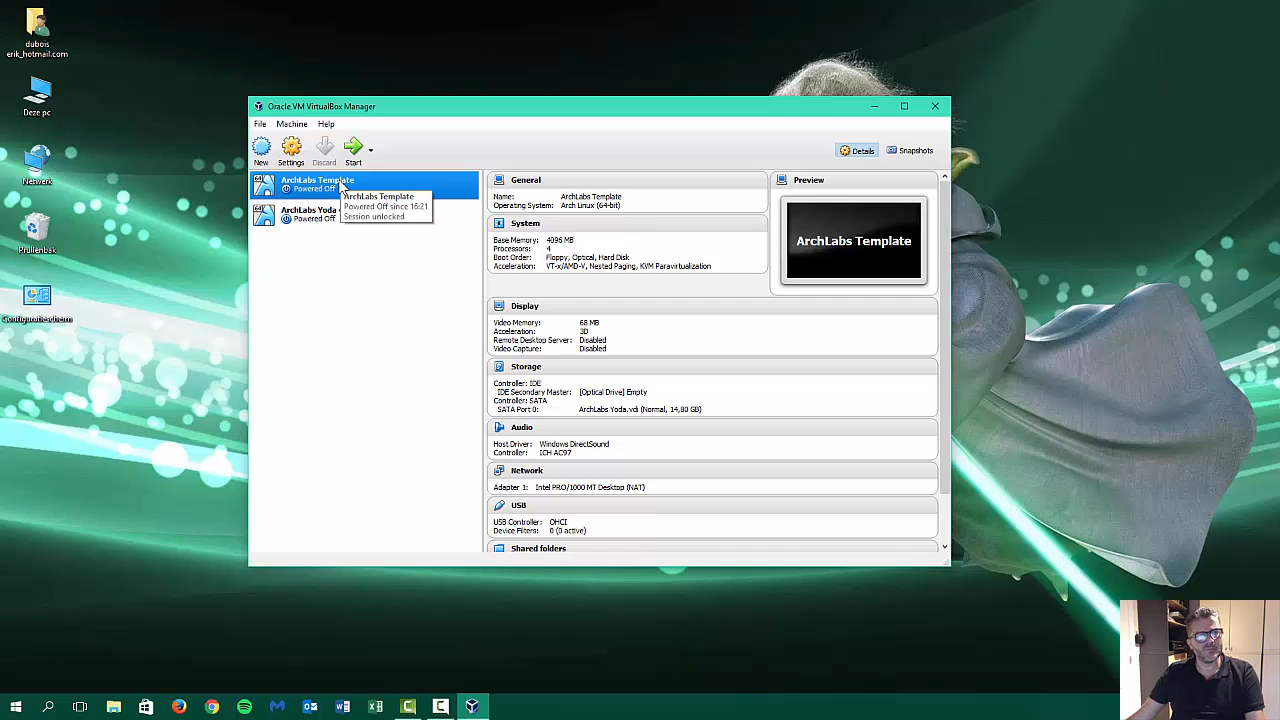 dubois
erik_hotmail.com
Deze pc
Netwerk
Prullenbak
Configuratiescherm
Oracle VM VirtualBox Manager
File Machine Help
New Settings Discard Start
Details Snapshots
64 ArchLabs Template
Powered Off
64 ArchLabs Yoda
Powered Off
ArchLabs Template
Powered Off since 16:21
Session unlocked
General
Name: ArchLabs Template
Operating System: Arch Linux (64-bit)
System
Base Memory: 4096 MB
Processors: 4
Boot Order: Floppy, Optical, Hard Disk
Acceleration: VT-x/AMD-V, Nested Paging, KVM Paravirtualization
Preview
ArchLabs Template
Display
Video Memory: 68 MB
Acceleration: 3D
Remote Desktop Server: Disabled
Video Capture: Disabled
Storage
Controller: IDE
IDE Secondary Master: [Optical Drive] Empty
Controller: SATA
SATA Port 0: ArchLabs Yoda.vdi (Normal, 14,80 GB)
Audio
Host Driver: Windows DirectSound
Controller: ICH AC97
Network
Adapter 1: Intel PRO/1000 MT Desktop (NAT)
USB
USB Controller: OHCI
Device Filters: 0 (0 active)
Shared folders